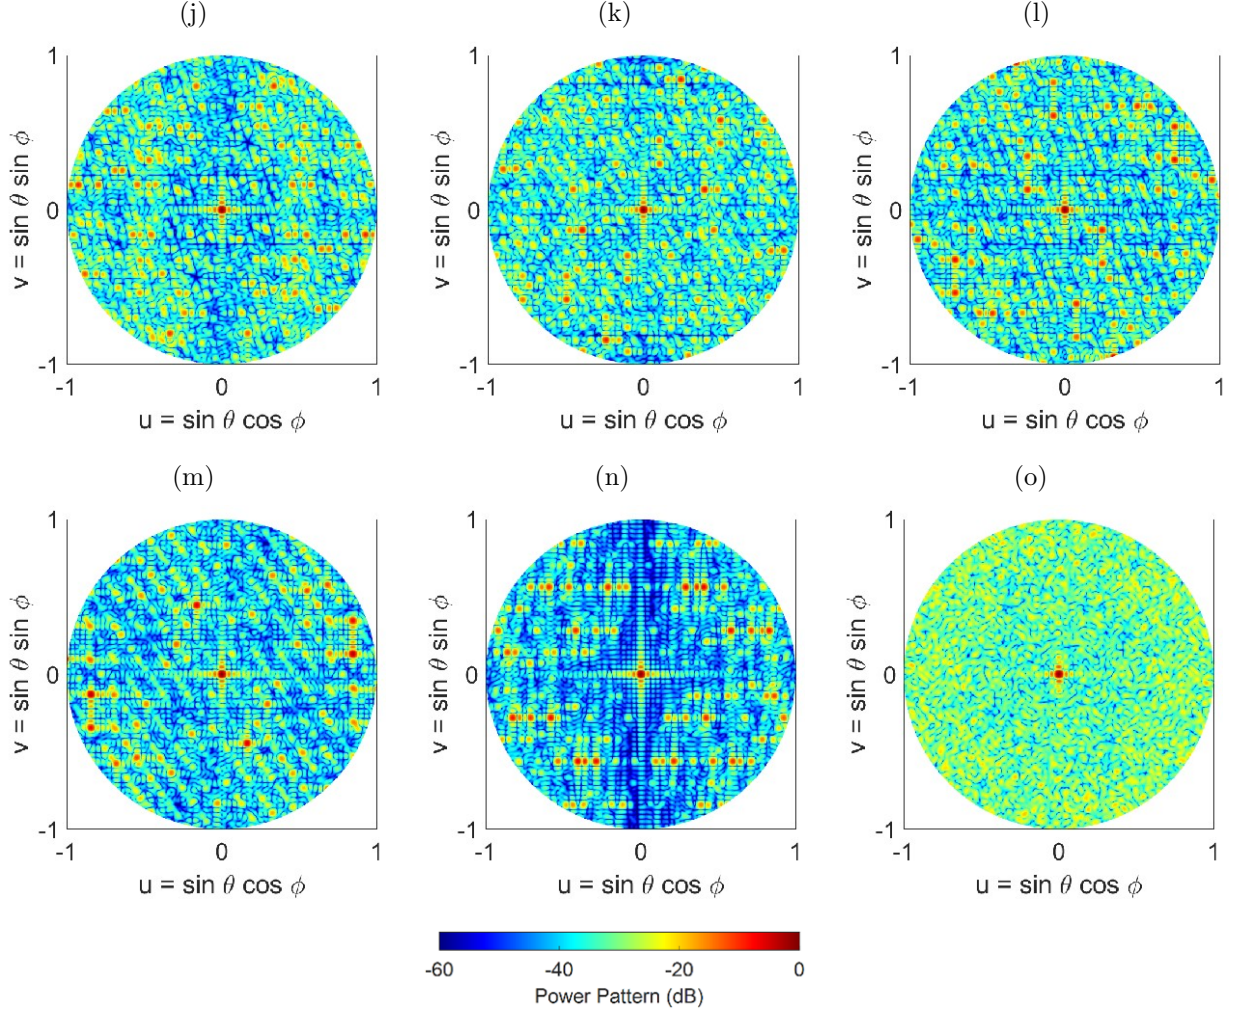 (j) (k) (l)
1 1 1
v = sin θ sin ϕ v = sin θ sin ϕ v = sin θ sin ϕ
0 0 0
-1 -1 -1
-1 0 1 -1 0 1 -1 0 1
u = sin θ cos ϕ u = sin θ cos ϕ u = sin θ cos ϕ
(m) (n) (o)
1 1 1
v = sin θ sin ϕ v = sin θ sin ϕ v = sin θ sin ϕ
0 0 0
-1 -1 -1
-1 0 1 -1 0 1 -1 0 1
u = sin θ cos ϕ u = sin θ cos ϕ u = sin θ cos ϕ
-60 -40 -20 0
Power Pattern (dB)